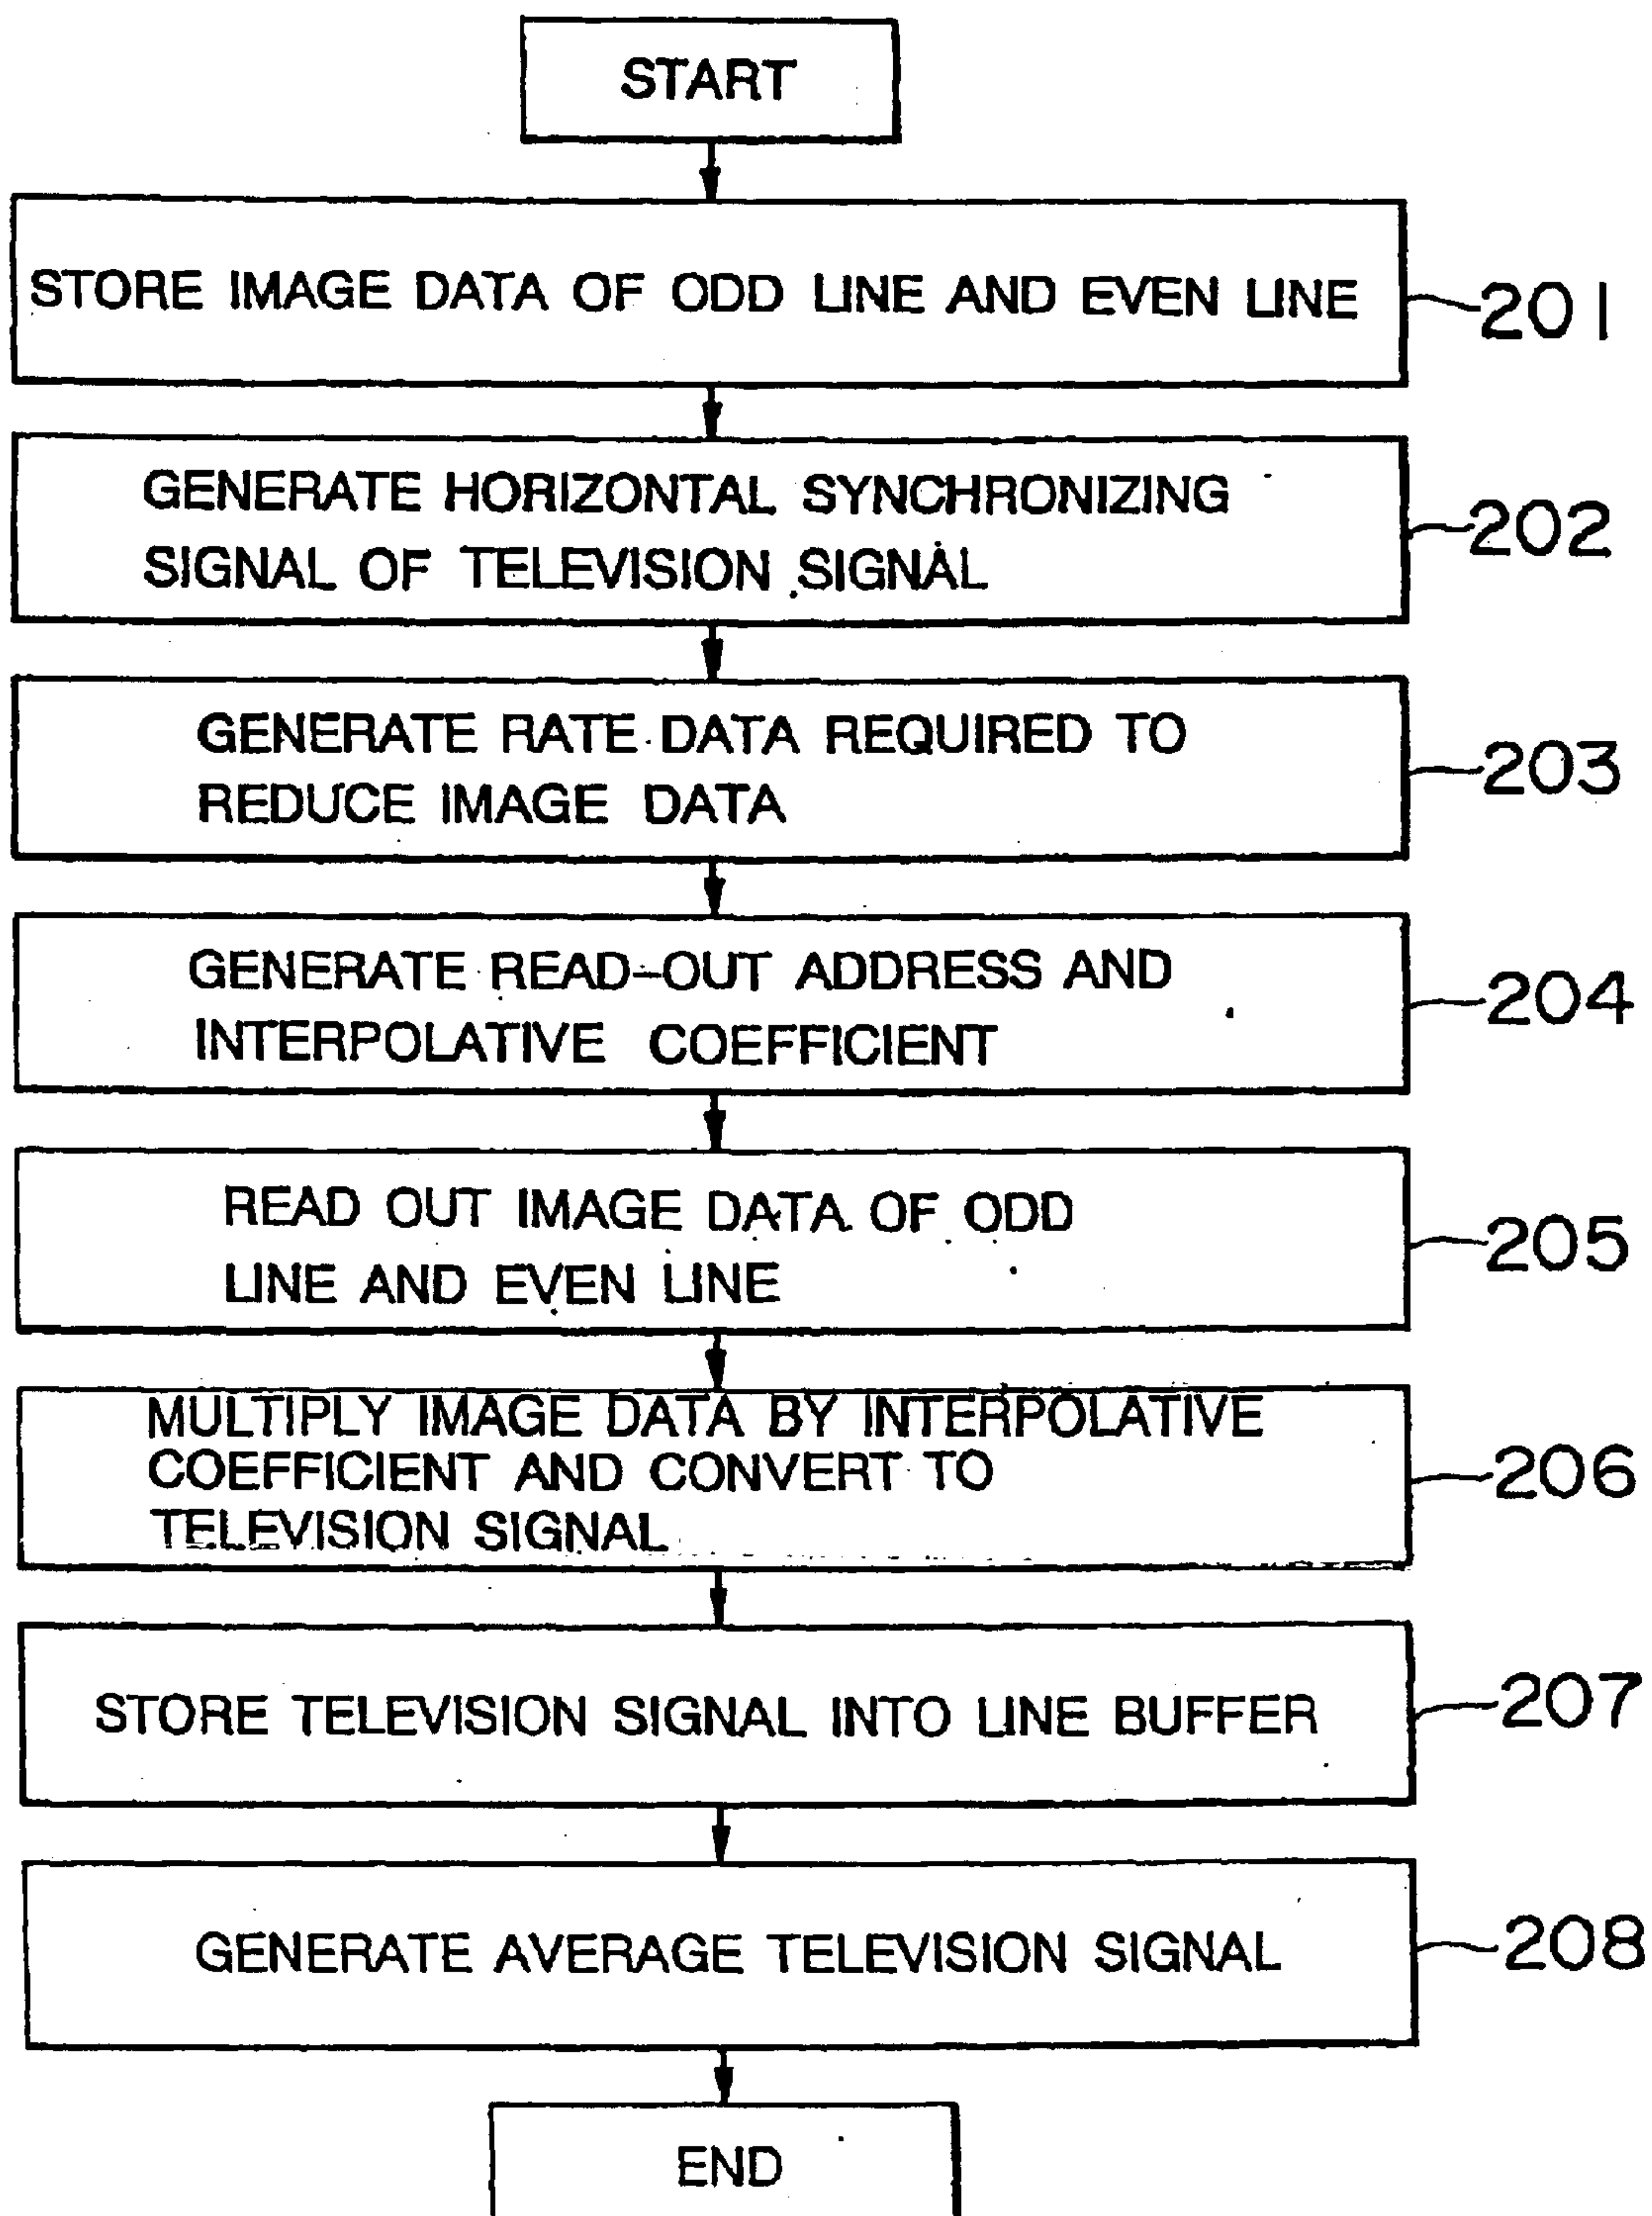 START
STORE IMAGE DATA OF ODD LINE AND EVEN LINE
201
GENERATE HORIZONTAL SYNCHRONIZING
SIGNAL OF TELEVISION SIGNAL
202
GENERATE RATE DATA REQUIRED TO
REDUCE IMAGE DATA
203
GENERATE READ-OUT ADDRESS AND
INTERPOLATIVE COEFFICIENT
204
READ OUT IMAGE DATA OF ODD
LINE AND EVEN LINE
205
MULTIPLY IMAGE DATA BY INTERPOLATIVE
COEFFICIENT AND CONVERT TO
TELEVISION SIGNAL
206
STORE TELEVISION SIGNAL INTO LINE BUFFER
207
GENERATE AVERAGE TELEVISION SIGNAL
208
END